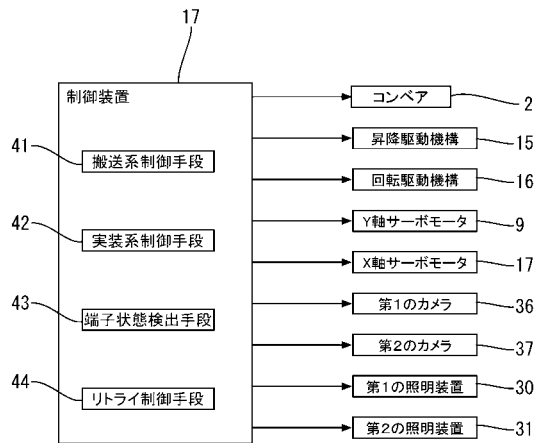 17
制御装置
41
搬送系制御手段
42
実装系制御手段
43
端子状態検出手段
44
リトライ制御手段
コンベア
2
昇降駆動機構
15
回転駆動機構
16
Y軸サーボモータ
9
X軸サーボモータ
17
第1のカメラ
36
第2のカメラ
37
第1の照明装置
30
第2の照明装置
31